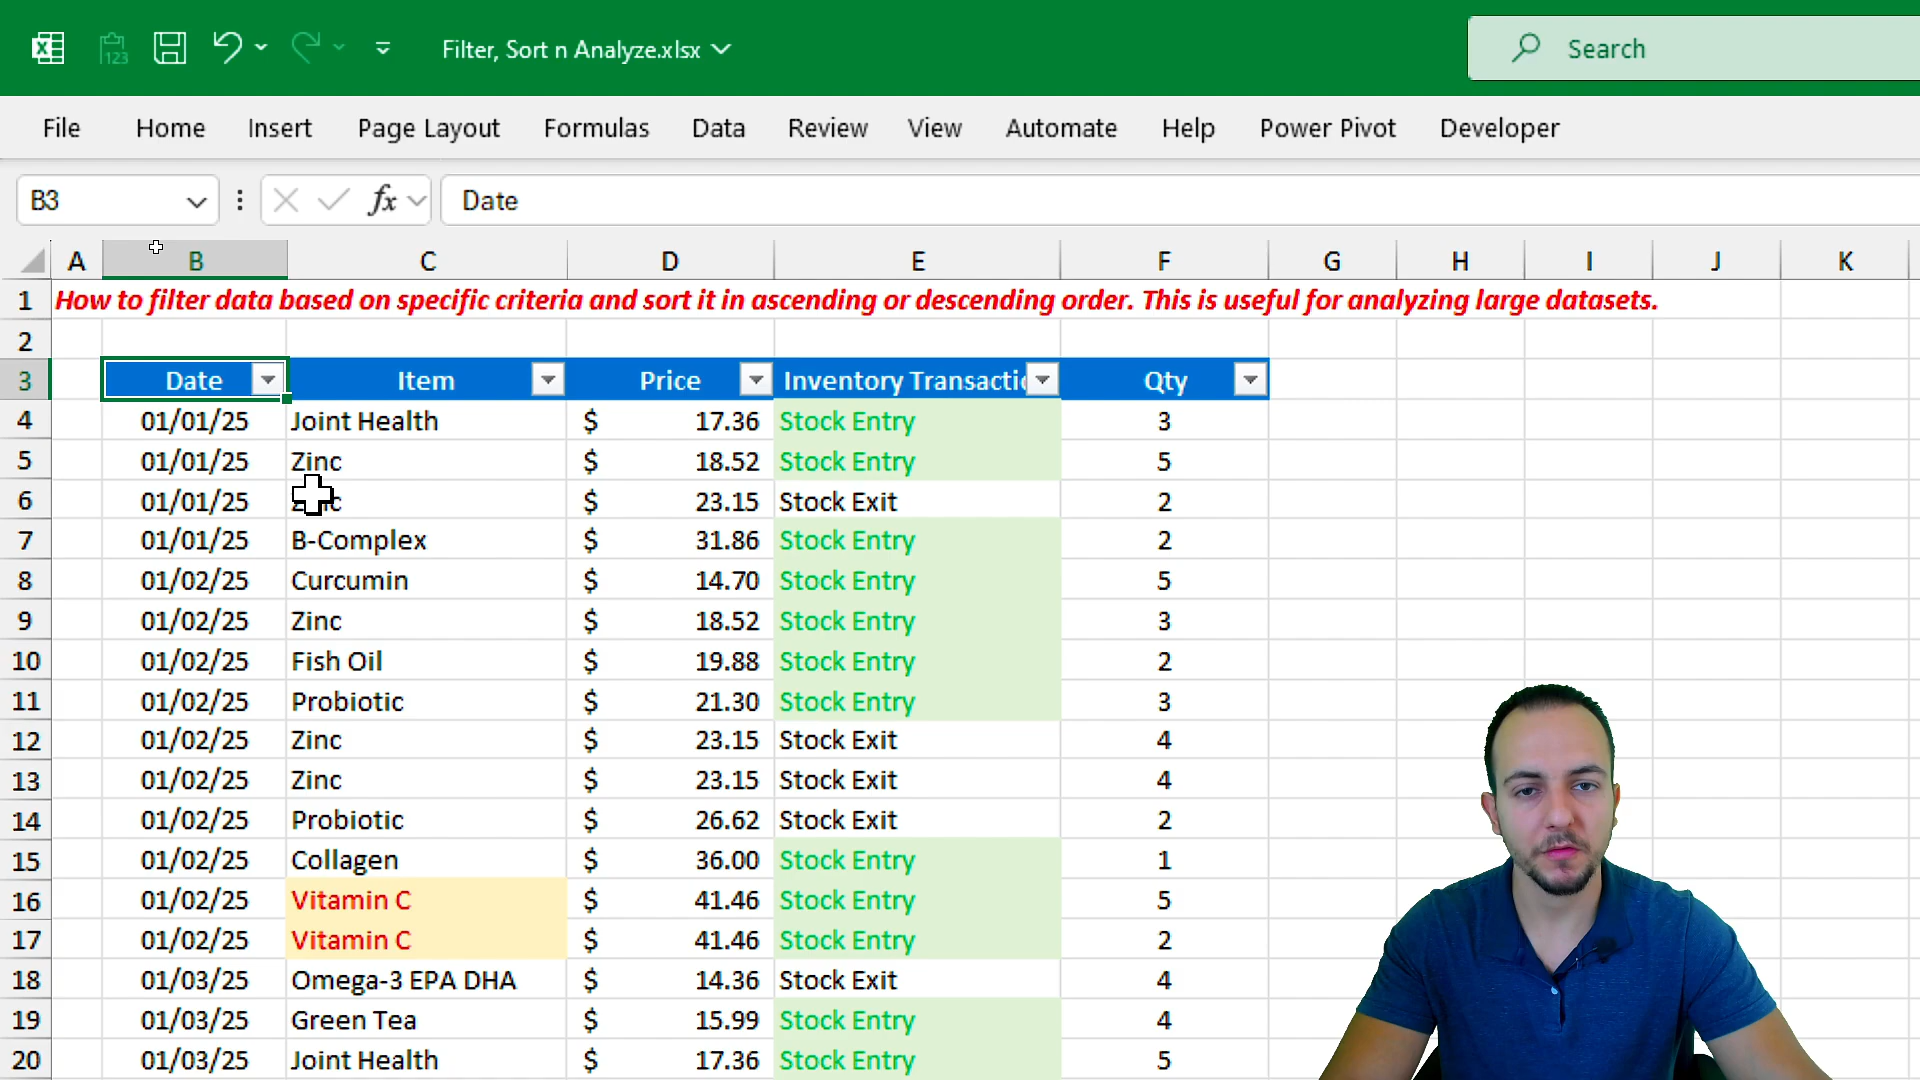 Filter, Sort n Analyze.xlsx
Search
File Home Insert Page Layout Formulas Data Review View Automate Help Power Pivot Developer
B3 fx Date
A B C D E F G H I J K
1 How to filter data based on specific criteria and sort it in ascending or descending order. This is useful for analyzing large datasets.
2
3 Date Item Price Inventory Transactic Qty
4 01/01/25 Joint Health $ 17.36 Stock Entry 3
5 01/01/25 Zinc $ 18.52 Stock Entry 5
6 01/01/25 Zinc $ 23.15 Stock Exit 2
7 01/01/25 B-Complex $ 31.86 Stock Entry 2
8 01/02/25 Curcumin $ 14.70 Stock Entry 5
9 01/02/25 Zinc $ 18.52 Stock Entry 3
10 01/02/25 Fish Oil $ 19.88 Stock Entry 2
11 01/02/25 Probiotic $ 21.30 Stock Entry 3
12 01/02/25 Zinc $ 23.15 Stock Exit 4
13 01/02/25 Zinc $ 23.15 Stock Exit 4
14 01/02/25 Probiotic $ 26.62 Stock Exit 2
15 01/02/25 Collagen $ 36.00 Stock Entry 1
16 01/02/25 Vitamin C $ 41.46 Stock Entry 5
17 01/02/25 Vitamin C $ 41.46 Stock Entry 2
18 01/03/25 Omega-3 EPA DHA $ 14.36 Stock Exit 4
19 01/03/25 Green Tea $ 15.99 Stock Entry 4
20 01/03/25 Joint Health $ 17.36 Stock Entry 5